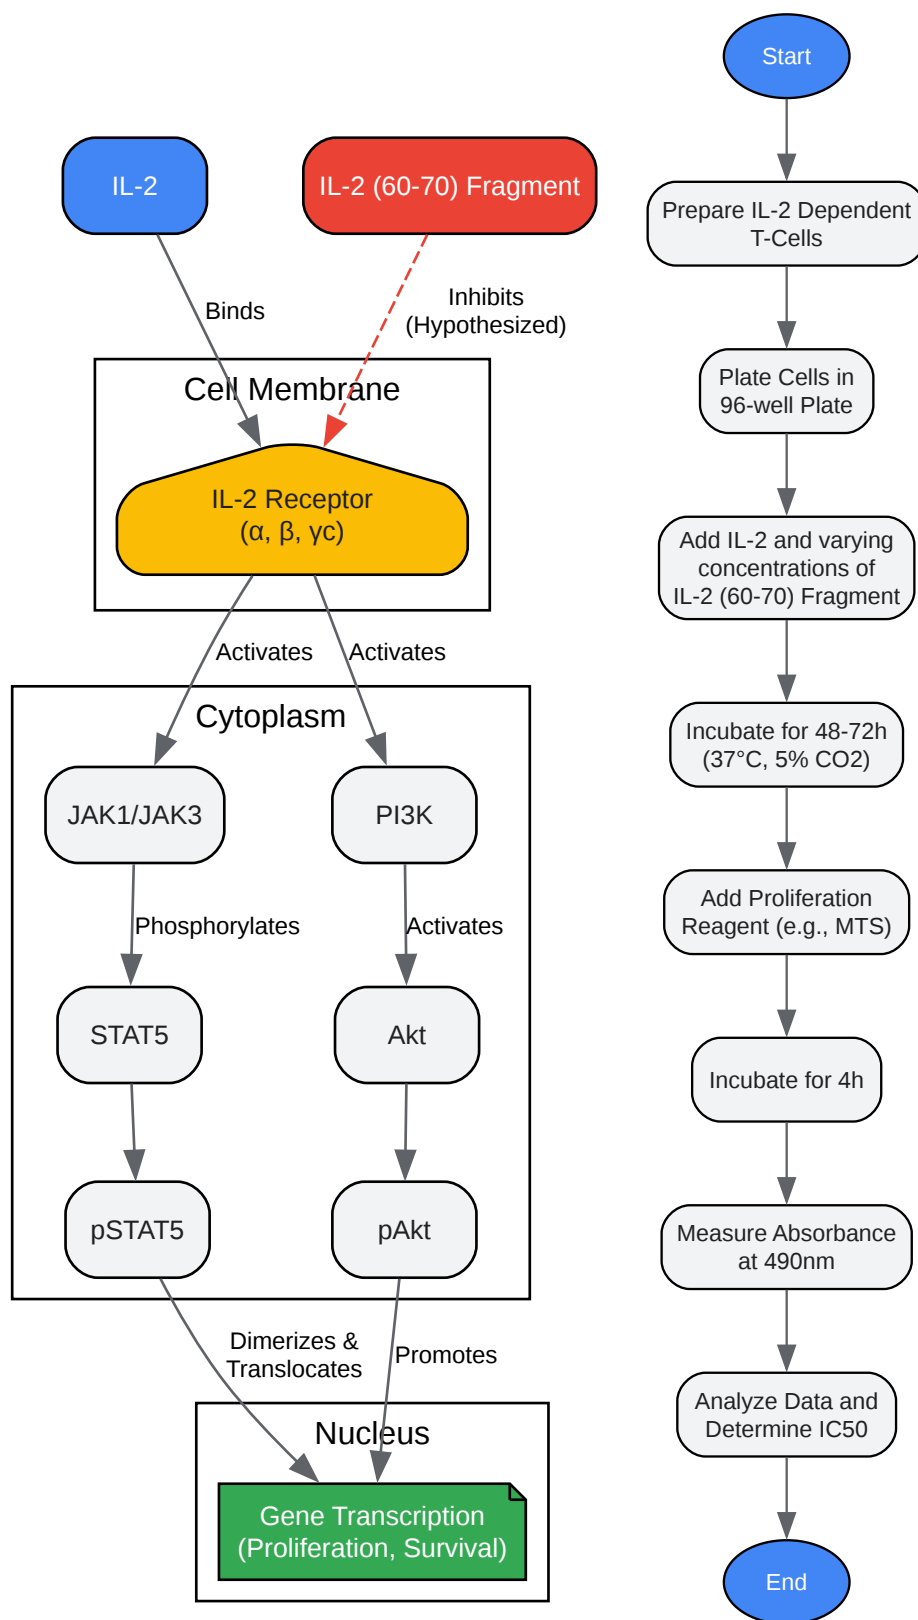 IL-2
IL-2 (60-70) Fragment
Binds
Inhibits
(Hypothesized)
Cell Membrane
IL-2 Receptor
(α, β, γc)
Activates
Activates
Cytoplasm
JAK1/JAK3
PI3K
Phosphorylates
Activates
STAT5
Akt
pSTAT5
pAkt
Dimerizes &
Translocates
Promotes
Nucleus
Gene Transcription
(Proliferation, Survival)
Start
Prepare IL-2 Dependent
T-Cells
Plate Cells in
96-well Plate
Add IL-2 and varying
concentrations of
IL-2 (60-70) Fragment
Incubate for 48-72h
(37°C, 5% CO2)
Add Proliferation
Reagent (e.g., MTS)
Incubate for 4h
Measure Absorbance
at 490nm
Analyze Data and
Determine IC50
End